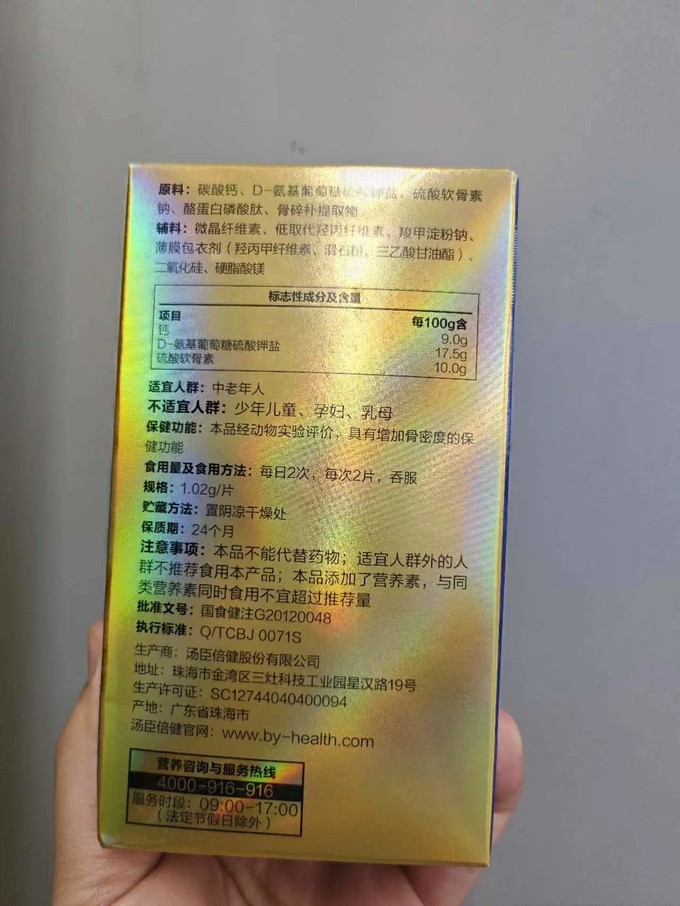 原料：碳酸钙、D-氨基葡萄糖硫酸钾盐、硫酸软骨素
钠、酪蛋白磷酸肽、骨碎补提取物
辅料：微晶纤维素、低取代羟丙纤维素、羧甲淀粉钠、
薄膜包衣剂（羟丙甲纤维素、滑石粉、三乙酸甘油酯）、
二氧化硅、硬脂酸镁
标志性成分及含量
项目 每100g含
钙 9.0g
D-氨基葡萄糖硫酸钾盐 17.5g
硫酸软骨素 10.0g
适宜人群：中老年人
不适宜人群：少年儿童、孕妇、乳母
保健功能：本品经动物实验评价，具有增加骨密度的保
健功能
食用量及食用方法：每日2次，每次2片，吞服
规格：1.02g/片
贮藏方法：置阴凉干燥处
保质期：24个月
注意事项：本品不能代替药物；适宜人群外的人
群不推荐食用本产品；本品添加了营养素，与同
类营养素同时食用不宜超过推荐量
批准文号：国食健注G20120048
执行标准：Q/TCBJ 0071S
生产商：汤臣倍健股份有限公司
地址：珠海市金湾区三灶科技工业园星汉路19号
生产许可证：SC12744040400094
产地：广东省珠海市
汤臣倍健官网：www.by-health.com
营养咨询与服务热线
4000-916-916
服务时段：09:00-17:00
（法定节假日除外）